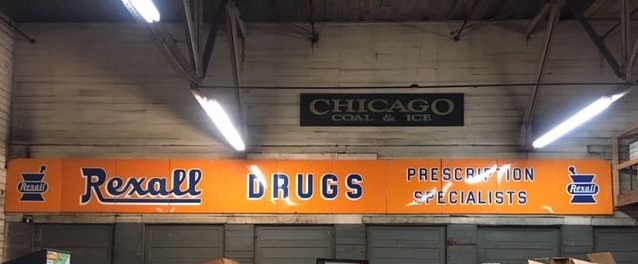 CHICAGO
COAL & ICE
Rexall
Rexall
DRUGS
PRESCRIPTION
SPECIALISTS
Rexall